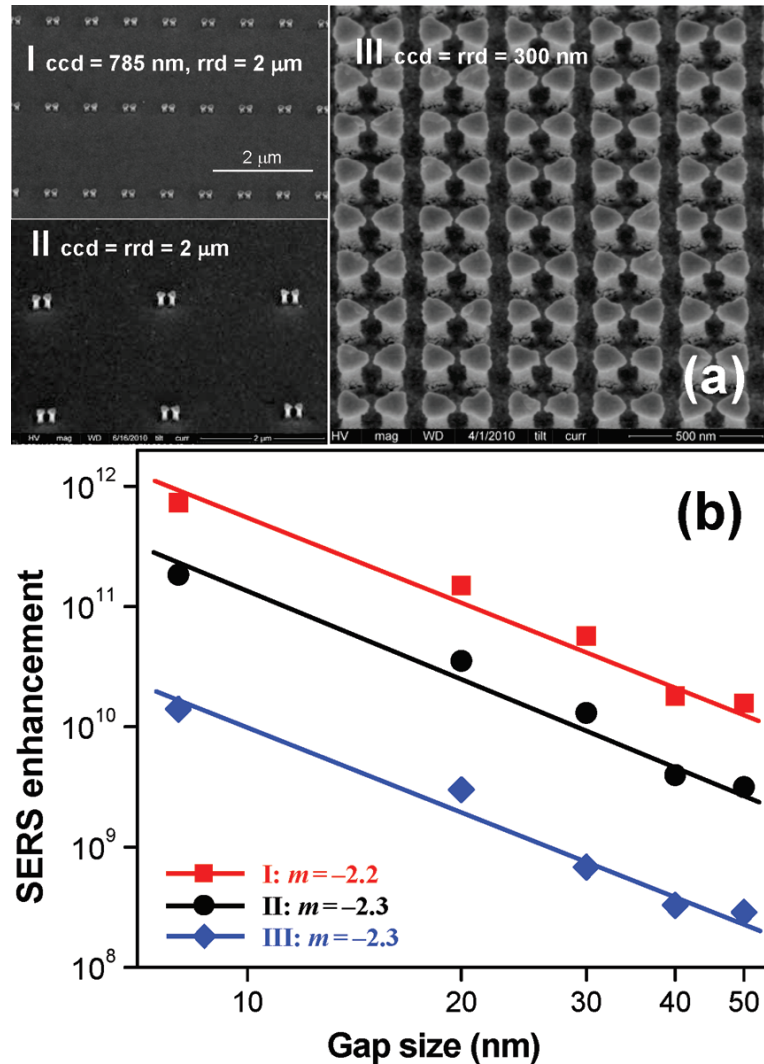 I ccd = 785 nm, rrd = 2 μm
2 μm
II ccd = rrd = 2 μm
HV mag WD 6/16/2010 tilt curr 2 μm
III ccd = rrd = 300 nm
(a)
HV mag WD 4/1/2010 tilt curr 500 nm
(b)
SERS enhancement
10¹²
10¹¹
10¹⁰
10⁹
10⁸
I: m = –2.2
II: m = –2.3
III: m = –2.3
10 20 30 40 50
Gap size (nm)